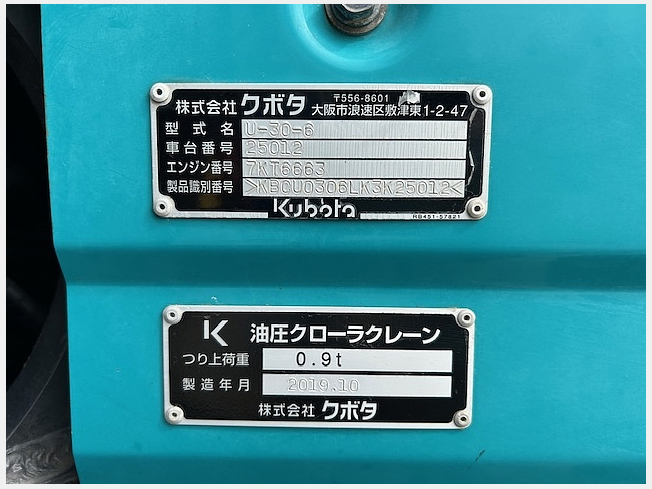 株式会社クボタ 〒556-8601
大阪市浪速区敷津東1-2-47
型式名 U-30-6
車台番号 25012
エンジン番号 7KT6663
製品識別番号 >KBCU0306LK3K25012<
Kubota RB451-57821
K 油圧クローラクレーン
つり上荷重 0.9t
製造年月 2019.10
株式会社クボタ